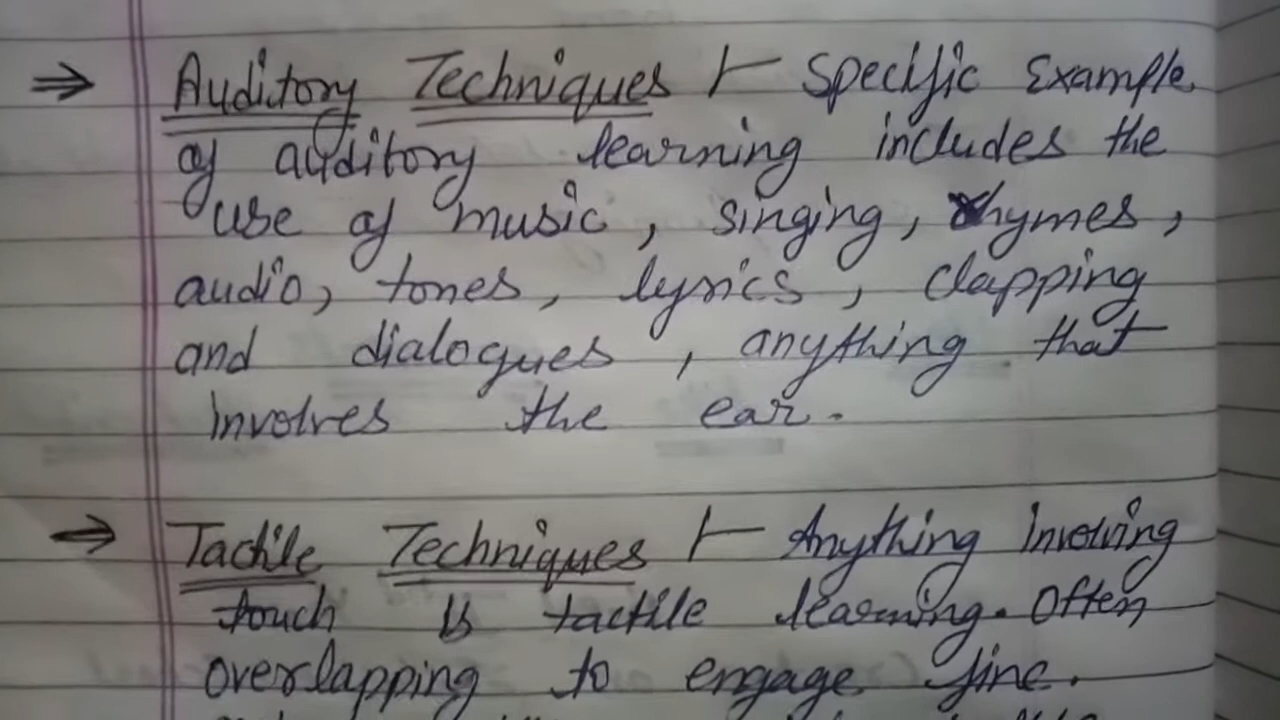 ⇒ Auditory Techniques :- Specific Example
of auditory learning includes the
use of music, singing, rhymes,
audio, tones, lyrics, clapping
and dialogues, anything that
involves the ear.
⇒ Tactile Techniques :- Anything involving
touch is tactile learning. Often
overlapping to engage fine.